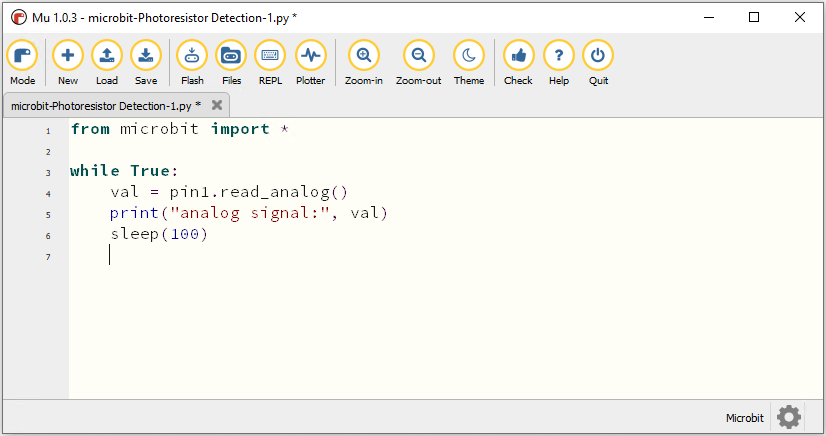 Mu 1.0.3 - microbit-Photoresistor Detection-1.py *
Mode New Load Save Flash Files REPL Plotter Zoom-in Zoom-out Theme Check Help Quit
microbit-Photoresistor Detection-1.py *
1 from microbit import *
2
3 while True:
4     val = pin1.read_analog()
5     print("analog signal:", val)
6     sleep(100)
7
Microbit